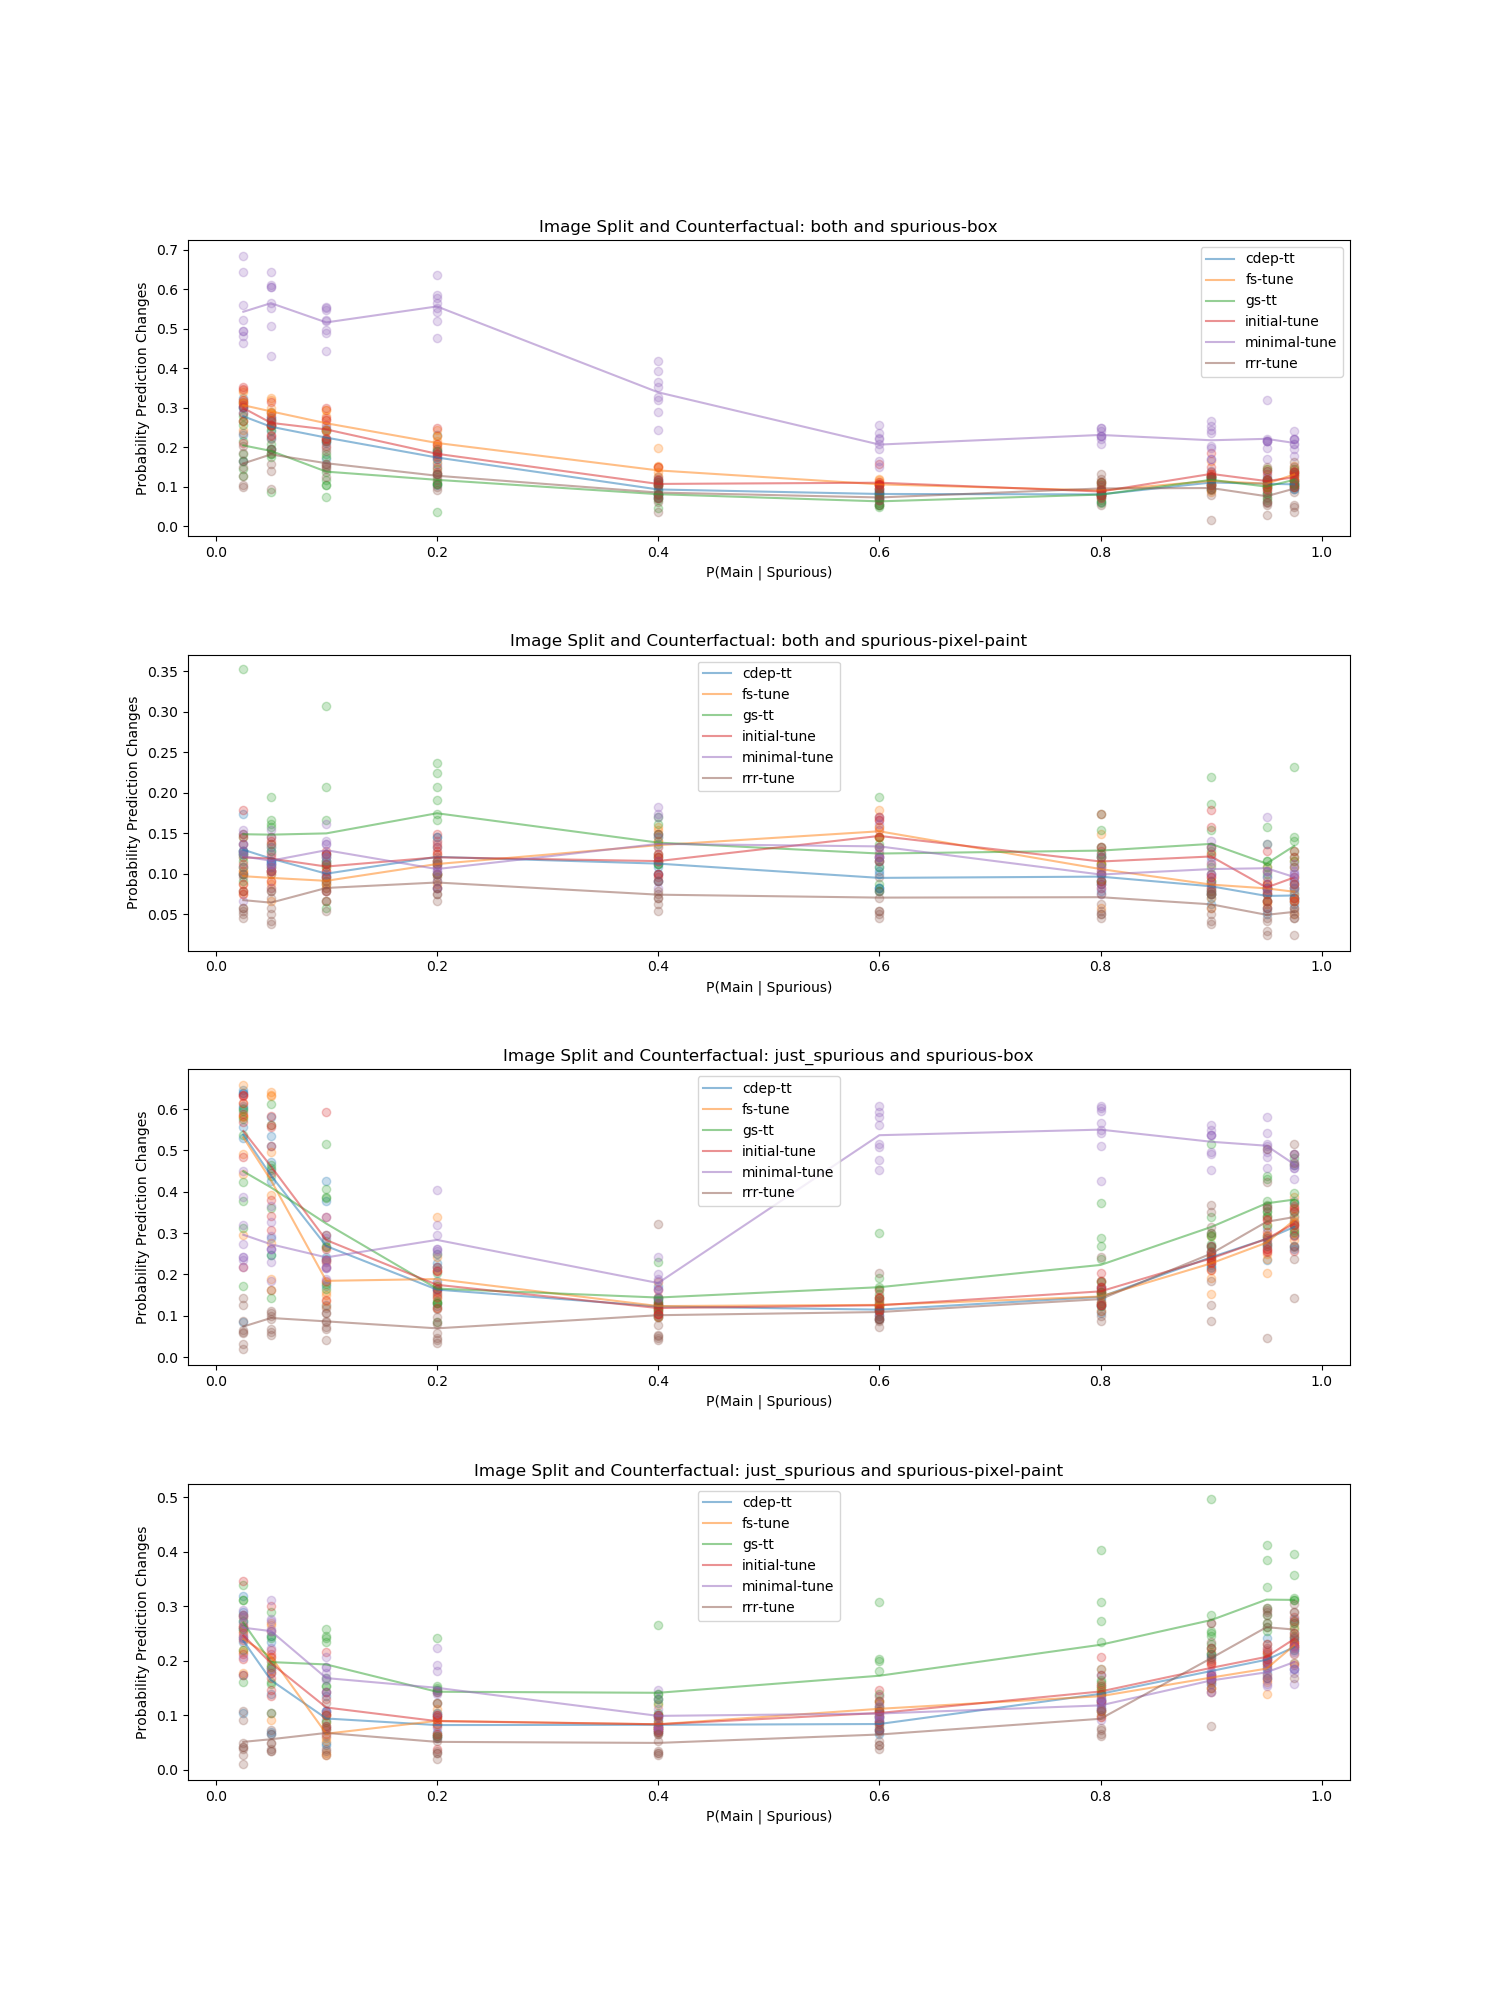 Image Split and Counterfactual: both and spurious-box
Probability Prediction Changes
0.7
0.6
0.5
0.4
0.3
0.2
0.1
0.0
cdep-tt
fs-tune
gs-tt
initial-tune
minimal-tune
rrr-tune
0.0 0.2 0.4 0.6 0.8 1.0
P(Main | Spurious)
Image Split and Counterfactual: both and spurious-pixel-paint
Probability Prediction Changes
0.35
0.30
0.25
0.20
0.15
0.10
0.05
cdep-tt
fs-tune
gs-tt
initial-tune
minimal-tune
rrr-tune
0.0 0.2 0.4 0.6 0.8 1.0
P(Main | Spurious)
Image Split and Counterfactual: just_spurious and spurious-box
Probability Prediction Changes
0.6
0.5
0.4
0.3
0.2
0.1
0.0
cdep-tt
fs-tune
gs-tt
initial-tune
minimal-tune
rrr-tune
0.0 0.2 0.4 0.6 0.8 1.0
P(Main | Spurious)
Image Split and Counterfactual: just_spurious and spurious-pixel-paint
Probability Prediction Changes
0.5
0.4
0.3
0.2
0.1
0.0
cdep-tt
fs-tune
gs-tt
initial-tune
minimal-tune
rrr-tune
0.0 0.2 0.4 0.6 0.8 1.0
P(Main | Spurious)